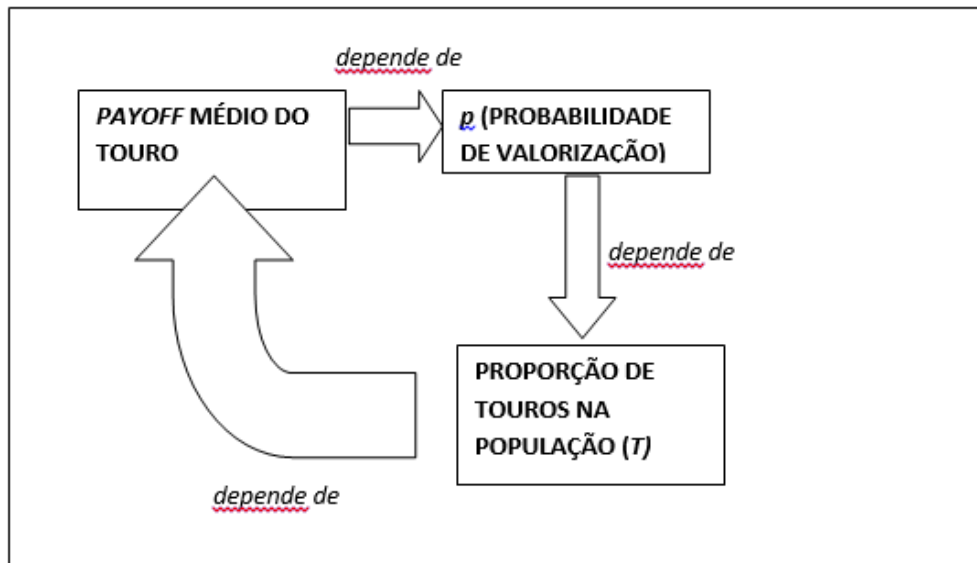 depende de
PAYOFF MÉDIO DO
TOURO
p (PROBABILIDADE
DE VALORIZAÇÃO)
depende de
PROPORÇÃO DE
TOUROS NA
POPULAÇÃO (T)
depende de